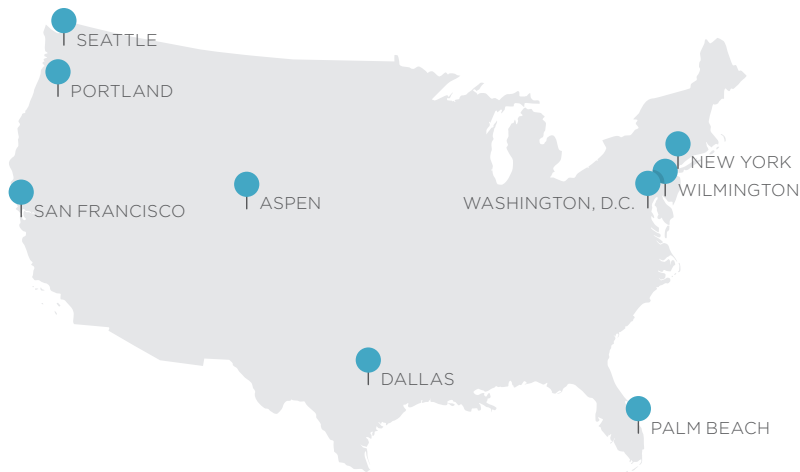 SEATTLE
PORTLAND
NEW YORK
WILMINGTON
WASHINGTON, D.C.
ASPEN
SAN FRANCISCO
DALLAS
PALM BEACH